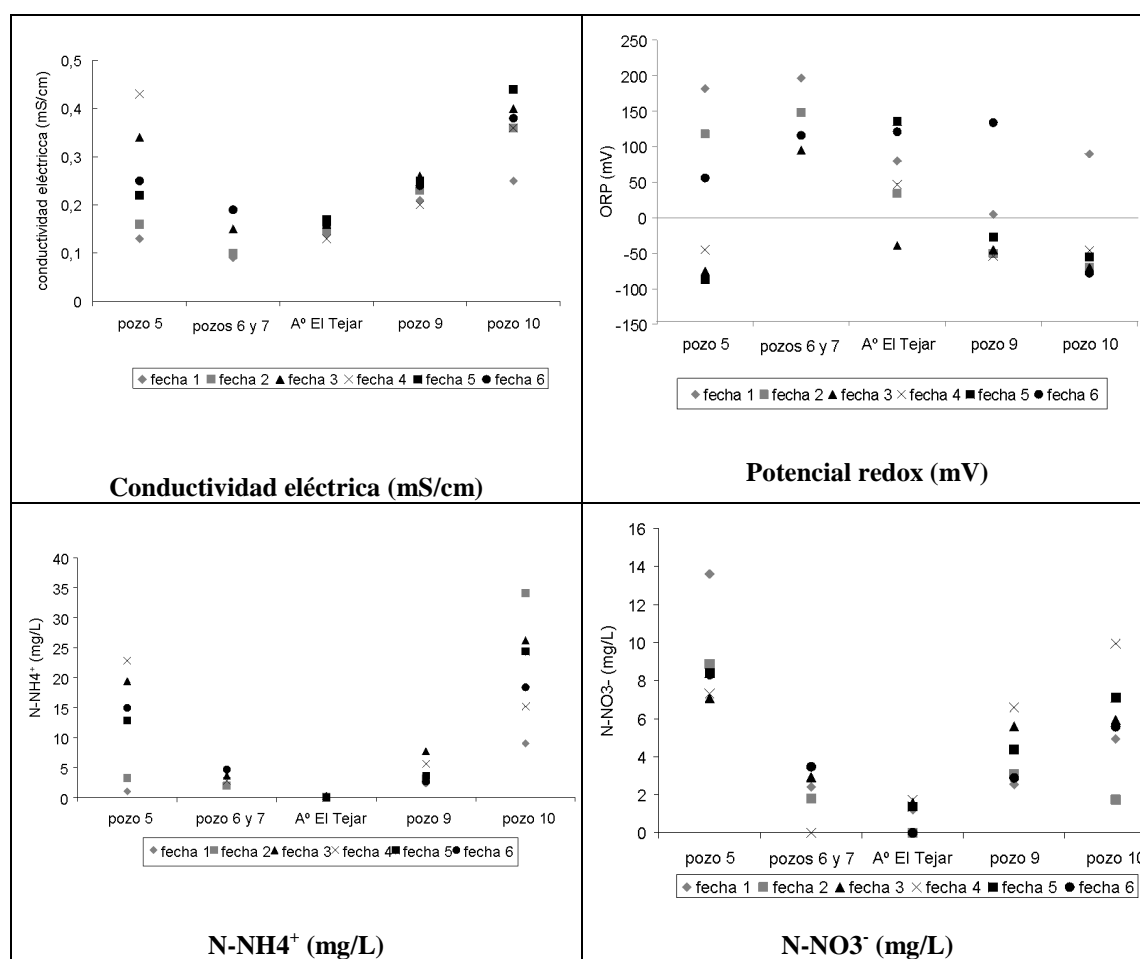 0,5
0,4
0,3
0,2
0,1
0
conductividad eléctricca (mS/cm)
pozo 5 pozos 6 y 7 Aº El Tejar pozo 9 pozo 10
fecha 1 fecha 2 fecha 3 fecha 4 fecha 5 fecha 6
Conductividad eléctrica (mS/cm)
250
200
150
100
50
0
-50
-100
-150
ORP (mV)
pozo 5 pozos 6 y 7 Aº El Tejar pozo 9 pozo 10
fecha 1 fecha 2 fecha 3 fecha 4 fecha 5 fecha 6
Potencial redox (mV)
40
35
30
25
20
15
10
5
0
N-NH4⁺ (mg/L)
pozo 5 pozo 6 y 7 Aº El Tejar pozo 9 pozo 10
fecha 1 fecha 2 fecha 3 fecha 4 fecha 5 fecha 6
N-NH4⁺ (mg/L)
16
14
12
10
8
6
4
2
0
N-NO3- (mg/L)
pozo 5 pozos 6 y 7 Aº El Tejar pozo 9 pozo 10
fecha 1 fecha 2 fecha 3 fecha 4 fecha 5 fecha 6
N-NO3⁻ (mg/L)